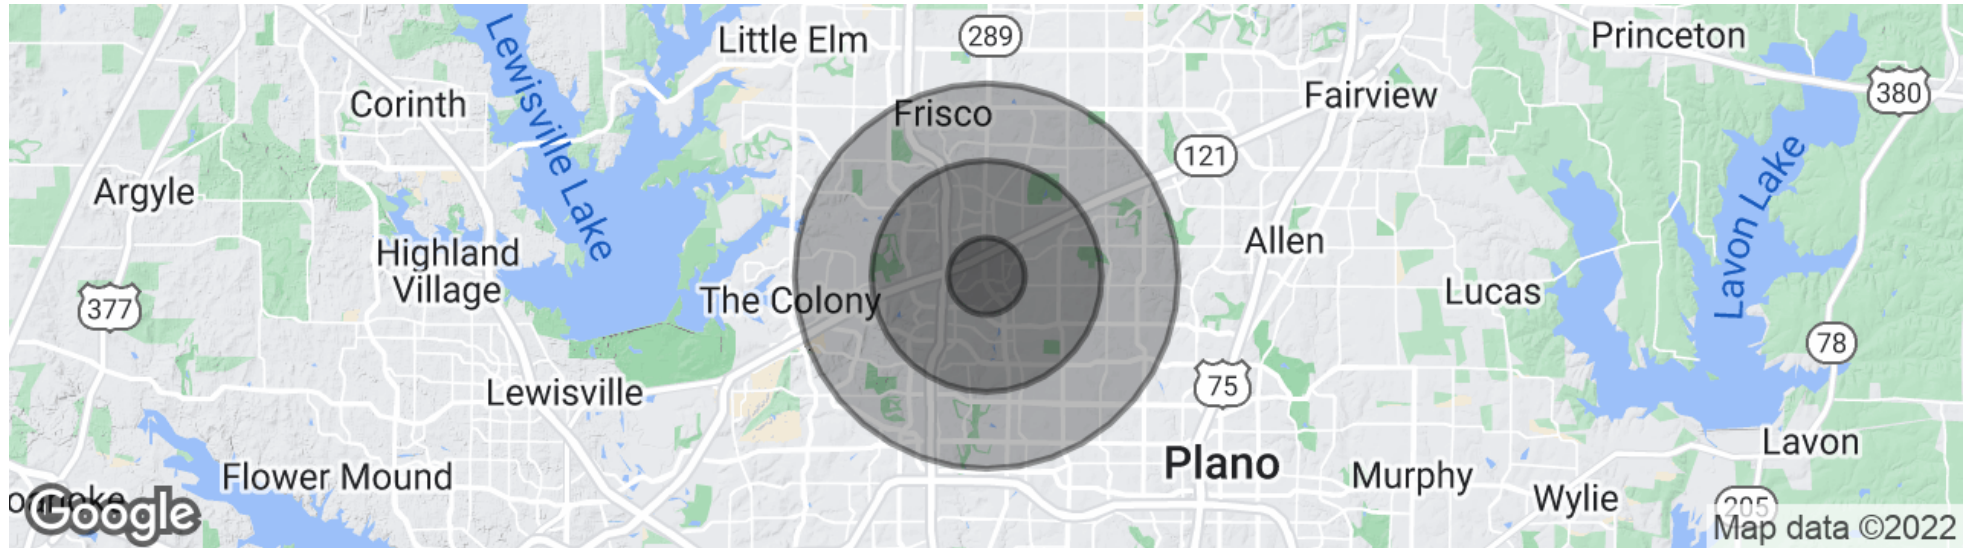 Little Elm
289
Princeton
380
Lewisville Lake
Corinth
Frisco
Fairview
121
Lavon Lake
Argyle
Highland
Village
Allen
377
The Colony
Lucas
78
Lewisville
75
Plano
Lavon
Flower Mound
Murphy
Wylie
205
Google
Map data ©2022